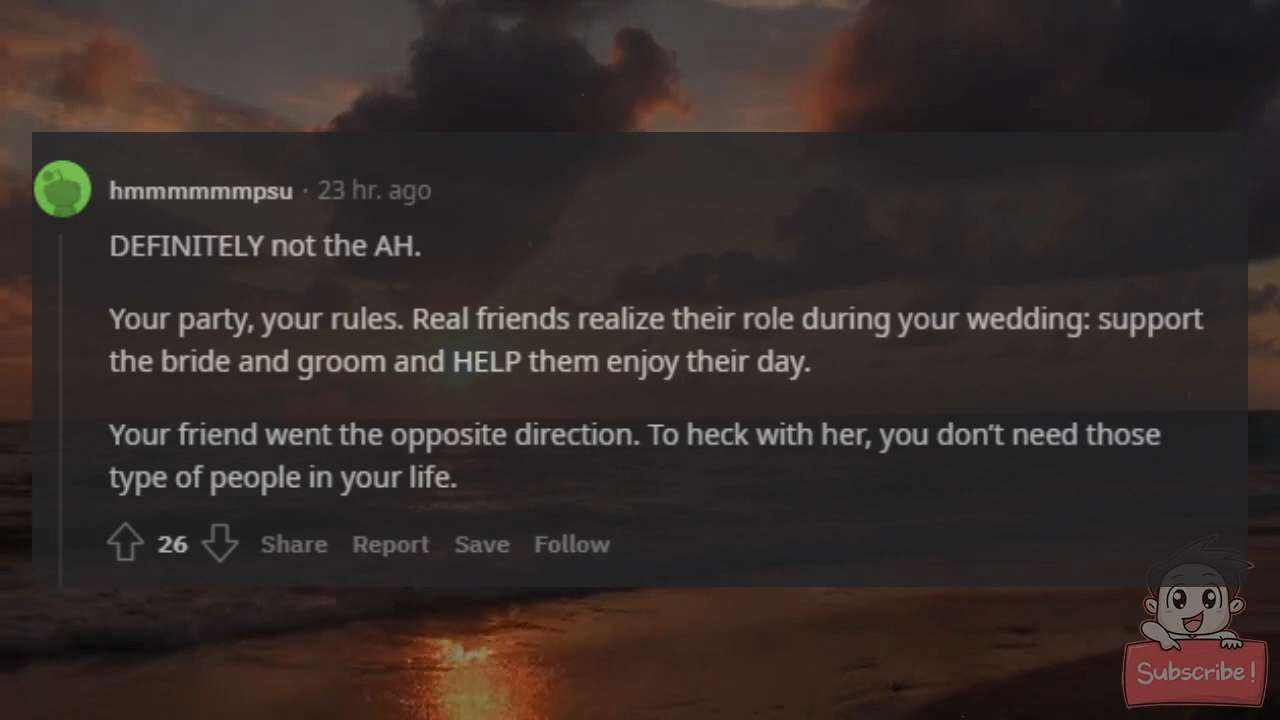 hmmmmmmpsu · 23 hr. ago
DEFINITELY not the AH.
Your party, your rules. Real friends realize their role during your wedding: support
the bride and groom and HELP them enjoy their day.
Your friend went the opposite direction. To heck with her, you don’t need those
type of people in your life.
26 Share Report Save Follow
Subscribe!